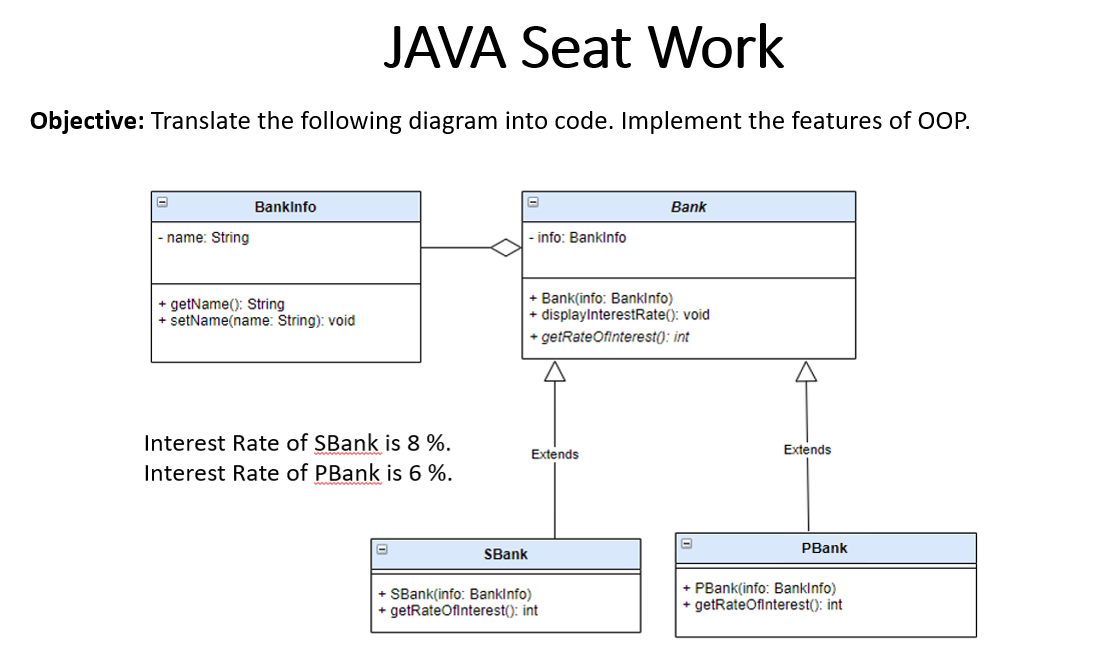 JAVA Seat Work
Objective: Translate the following diagram into code. Implement the features of OOP.
BankInfo
- name: String
+ getName(): String
+ setName(name: String): void
Bank
- info: BankInfo
+ Bank(info: BankInfo)
+ displayInterestRate(): void
+ getRateOfInterest(): int
Interest Rate of SBank is 8 %.
Interest Rate of PBank is 6 %.
Extends
Extends
SBank
+ SBank(info: BankInfo)
+ getRateOfInterest(): int
PBank
+ PBank(info: BankInfo)
+ getRateOfInterest(): int